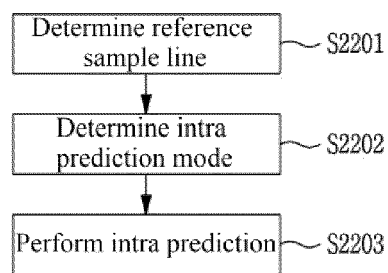 Determine reference
sample line
S2201
Determine intra
prediction mode
S2202
Perform intra prediction
S2203